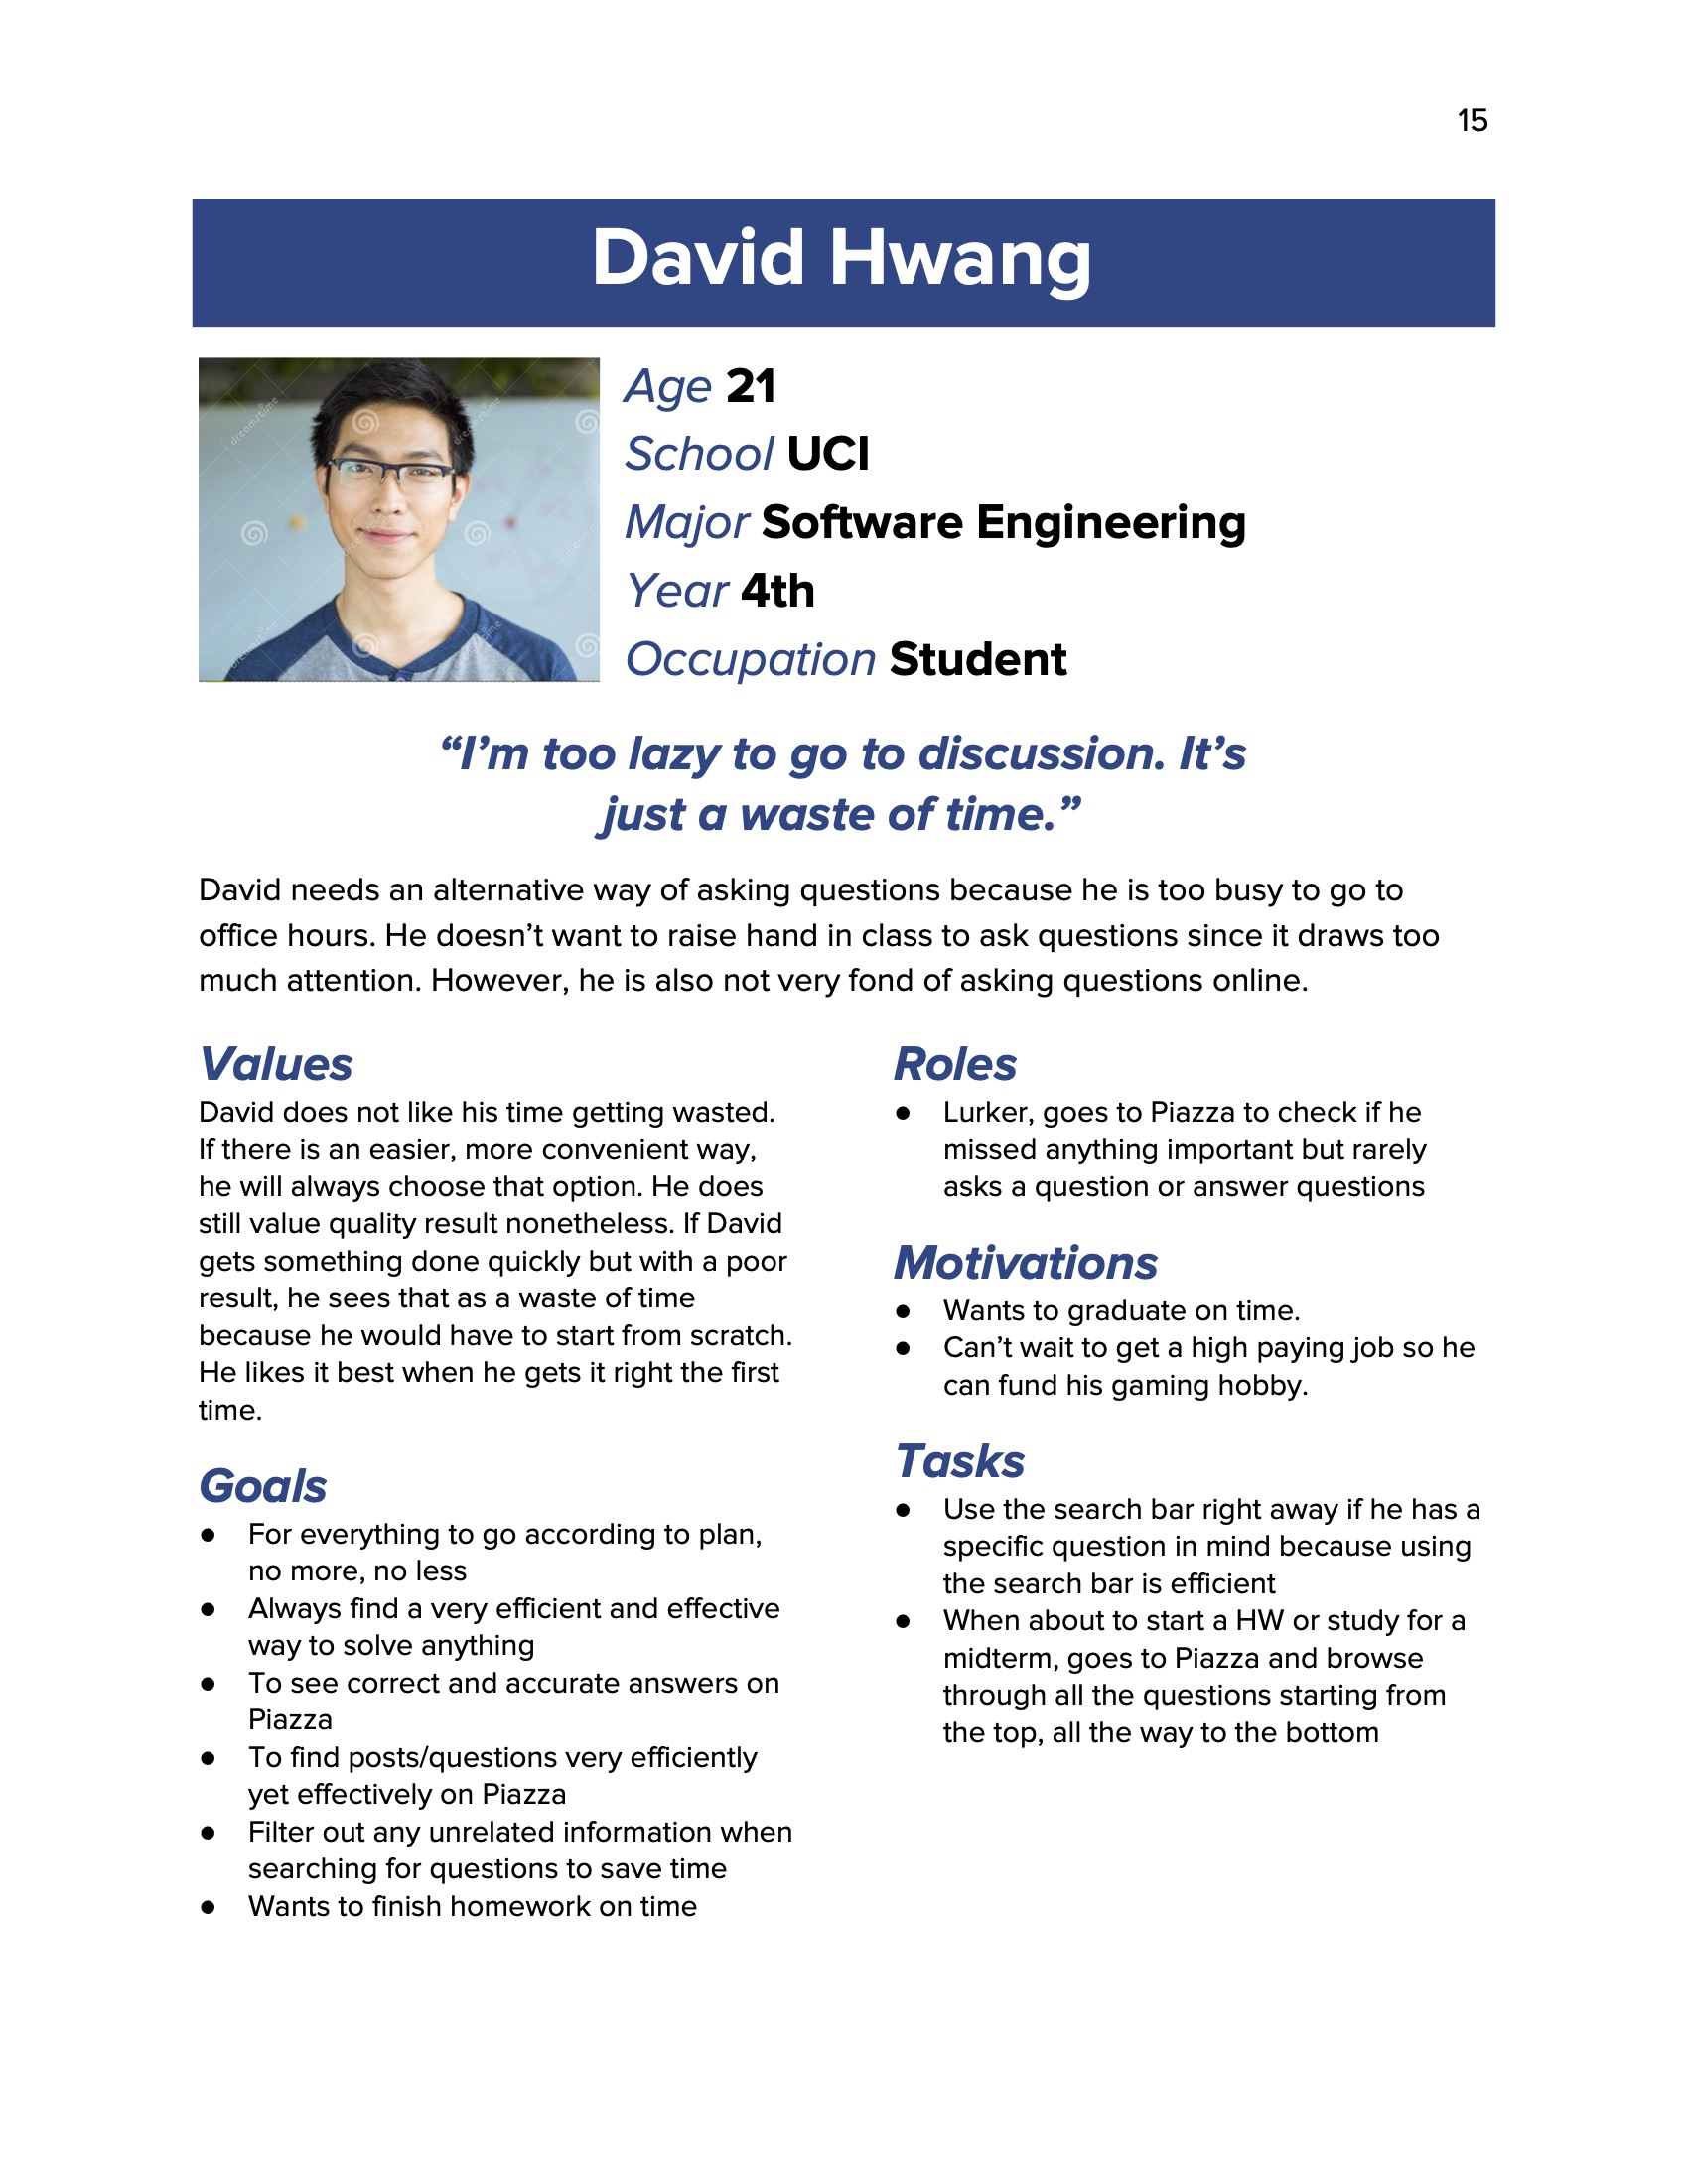 15
David Hwang
Age 21
School UCI
Major Software Engineering
Year 4th
Occupation Student
dreamstime
dreamstime
dreamstime
dreamstime
“I’m too lazy to go to discussion. It’s
just a waste of time.”
David needs an alternative way of asking questions because he is too busy to go to
office hours. He doesn’t want to raise hand in class to ask questions since it draws too
much attention. However, he is also not very fond of asking questions online.
Values
David does not like his time getting wasted.
If there is an easier, more convenient way,
he will always choose that option. He does
still value quality result nonetheless. If David
gets something done quickly but with a poor
result, he sees that as a waste of time
because he would have to start from scratch.
He likes it best when he gets it right the first
time.
Goals
● For everything to go according to plan,
no more, no less
● Always find a very efficient and effective
way to solve anything
● To see correct and accurate answers on
Piazza
● To find posts/questions very efficiently
yet effectively on Piazza
● Filter out any unrelated information when
searching for questions to save time
● Wants to finish homework on time
Roles
● Lurker, goes to Piazza to check if he
missed anything important but rarely
asks a question or answer questions
Motivations
● Wants to graduate on time.
● Can’t wait to get a high paying job so he
can fund his gaming hobby.
Tasks
● Use the search bar right away if he has a
specific question in mind because using
the search bar is efficient
● When about to start a HW or study for a
midterm, goes to Piazza and browse
through all the questions starting from
the top, all the way to the bottom